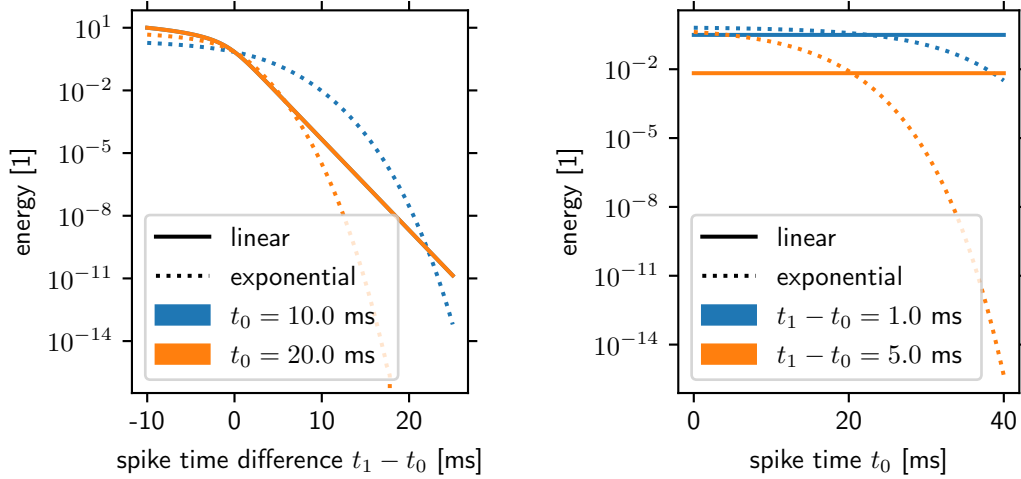 10^1
10^{-2}
10^{-5}
10^{-8}
10^{-11}
10^{-14}
energy [1]
linear
exponential
t_0 = 10.0 ms
t_0 = 20.0 ms
-10 0 10 20
spike time difference t_1 − t_0 [ms]
10^{-2}
10^{-5}
10^{-8}
10^{-11}
10^{-14}
energy [1]
linear
exponential
t_1 − t_0 = 1.0 ms
t_1 − t_0 = 5.0 ms
0 20 40
spike time t_0 [ms]